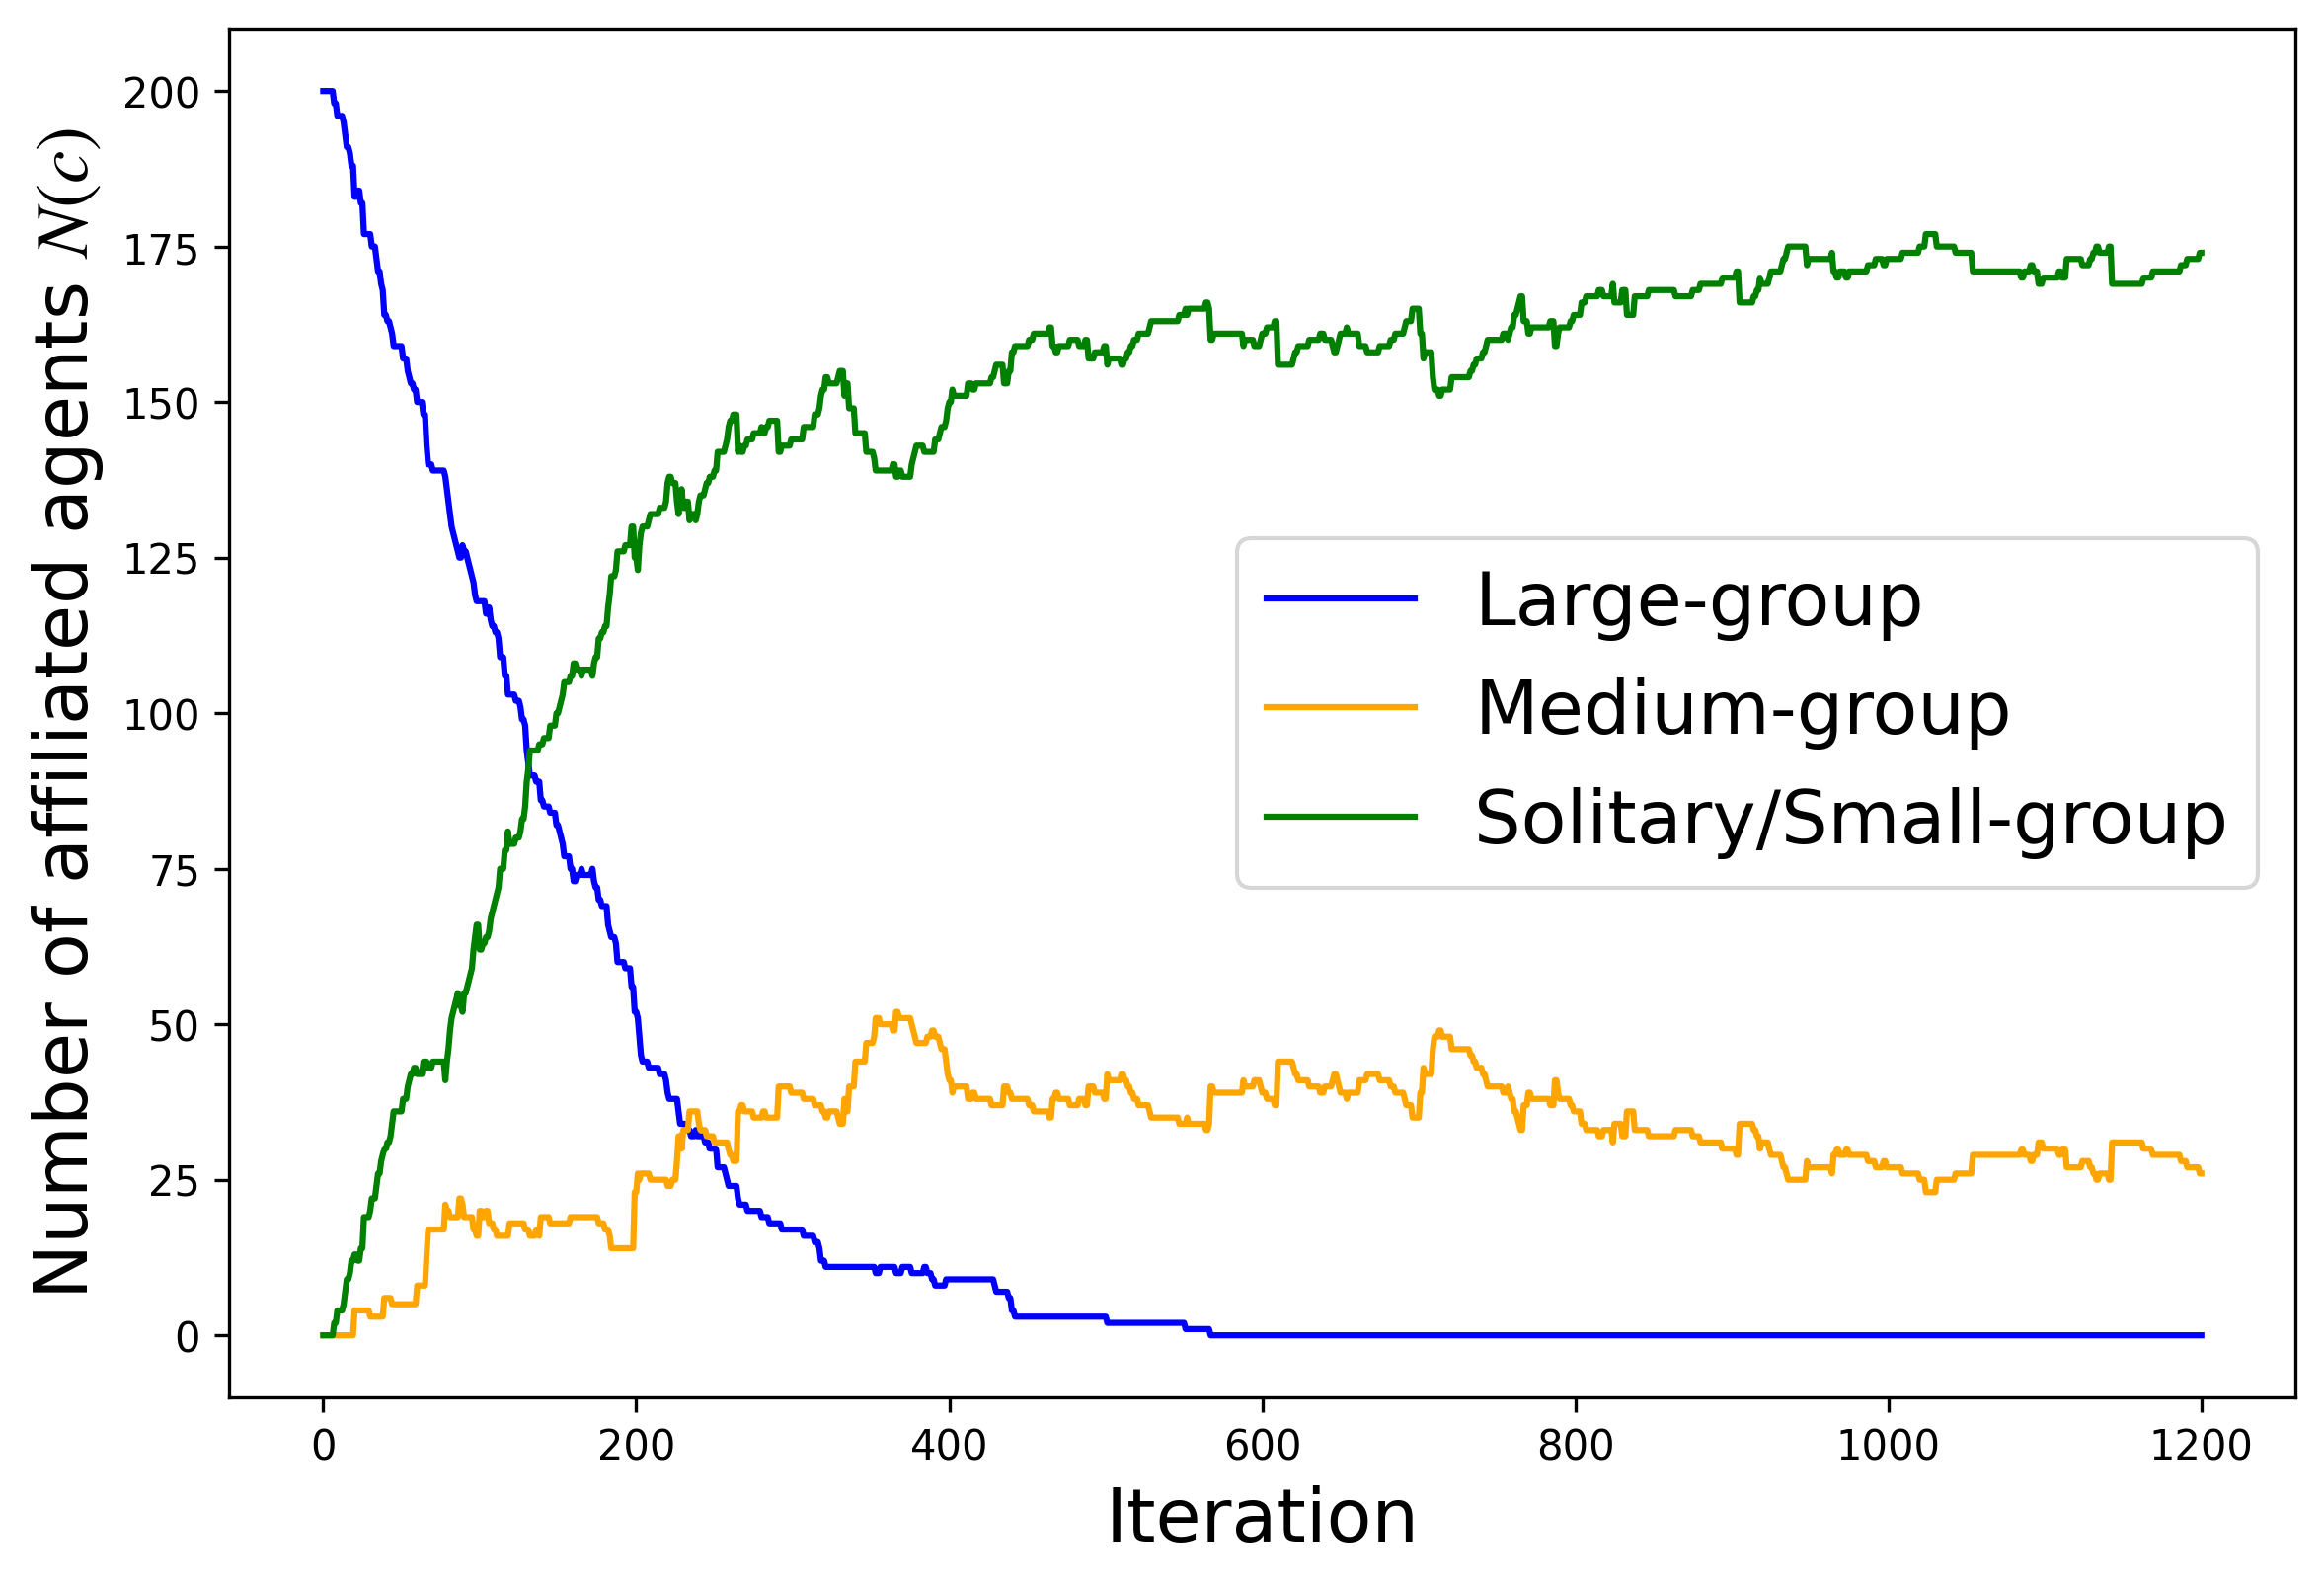 Number of affiliated agents N(c)
200
175
150
125
100
75
50
25
0
Large-group
Medium-group
Solitary/Small-group
0 200 400 600 800 1000 1200
Iteration